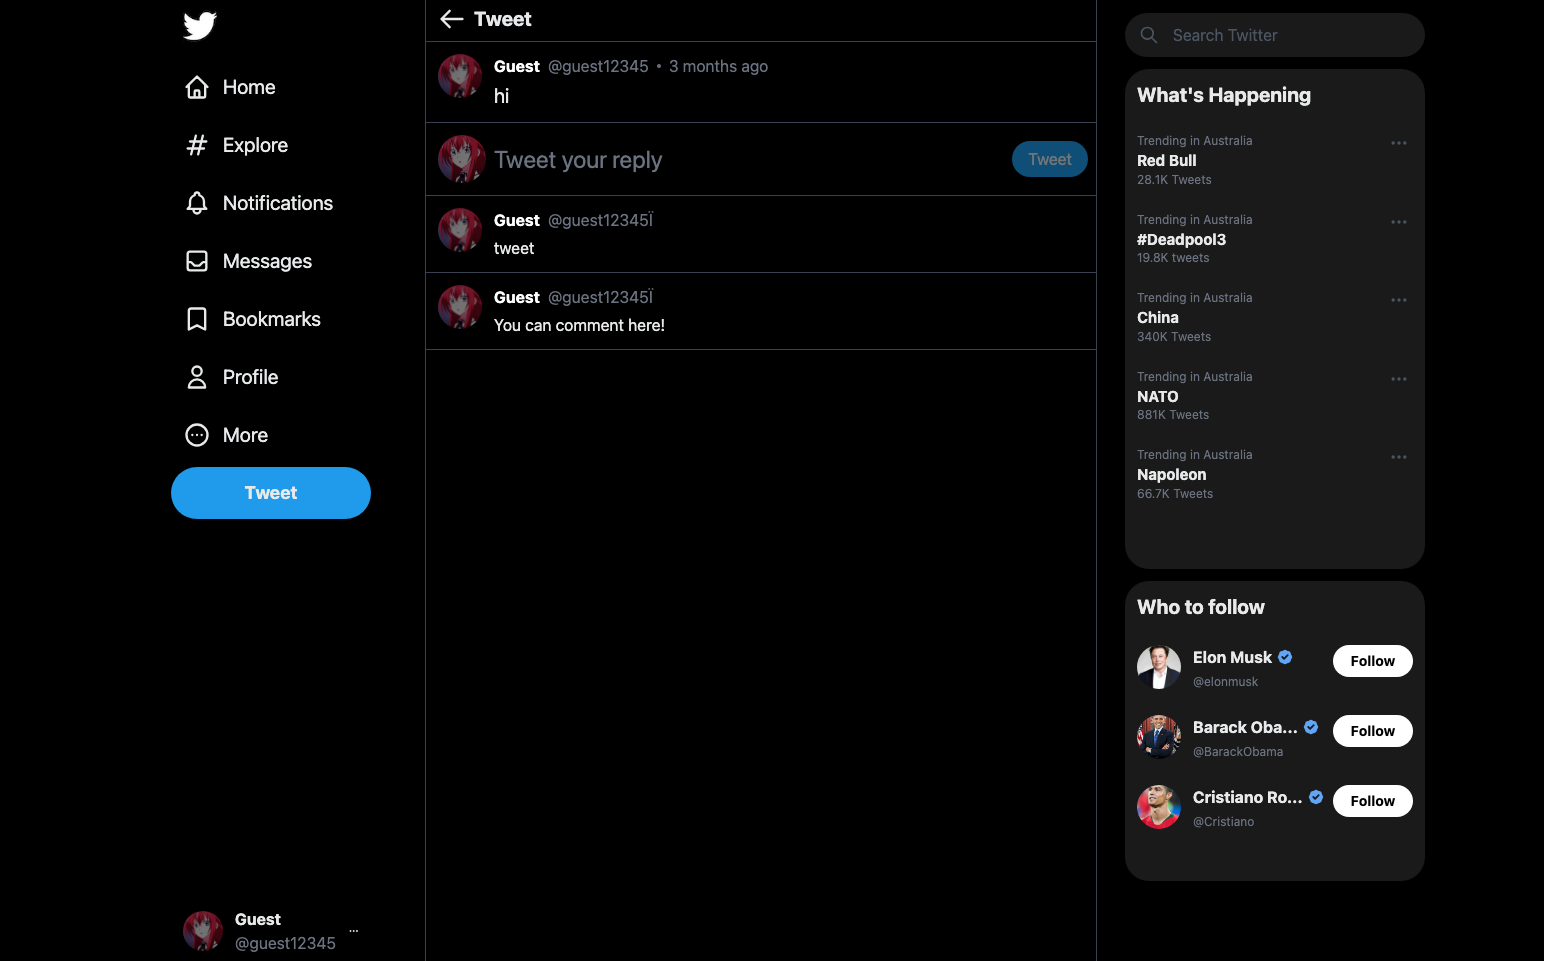 Home
Explore
Notifications
Messages
Bookmarks
Profile
More
Tweet
Guest
@guest12345
...
Tweet
Guest @guest12345 • 3 months ago
hi
Tweet your reply
Tweet
Guest @guest12345Ï
tweet
Guest @guest12345Ï
You can comment here!
Search Twitter
What's Happening
Trending in Australia
Red Bull
28.1K Tweets
Trending in Australia
#Deadpool3
19.8K tweets
Trending in Australia
China
340K Tweets
Trending in Australia
NATO
881K Tweets
Trending in Australia
Napoleon
66.7K Tweets
Who to follow
Elon Musk
@elonmusk
Follow
Barack Oba...
@BarackObama
Follow
Cristiano Ro...
@Cristiano
Follow